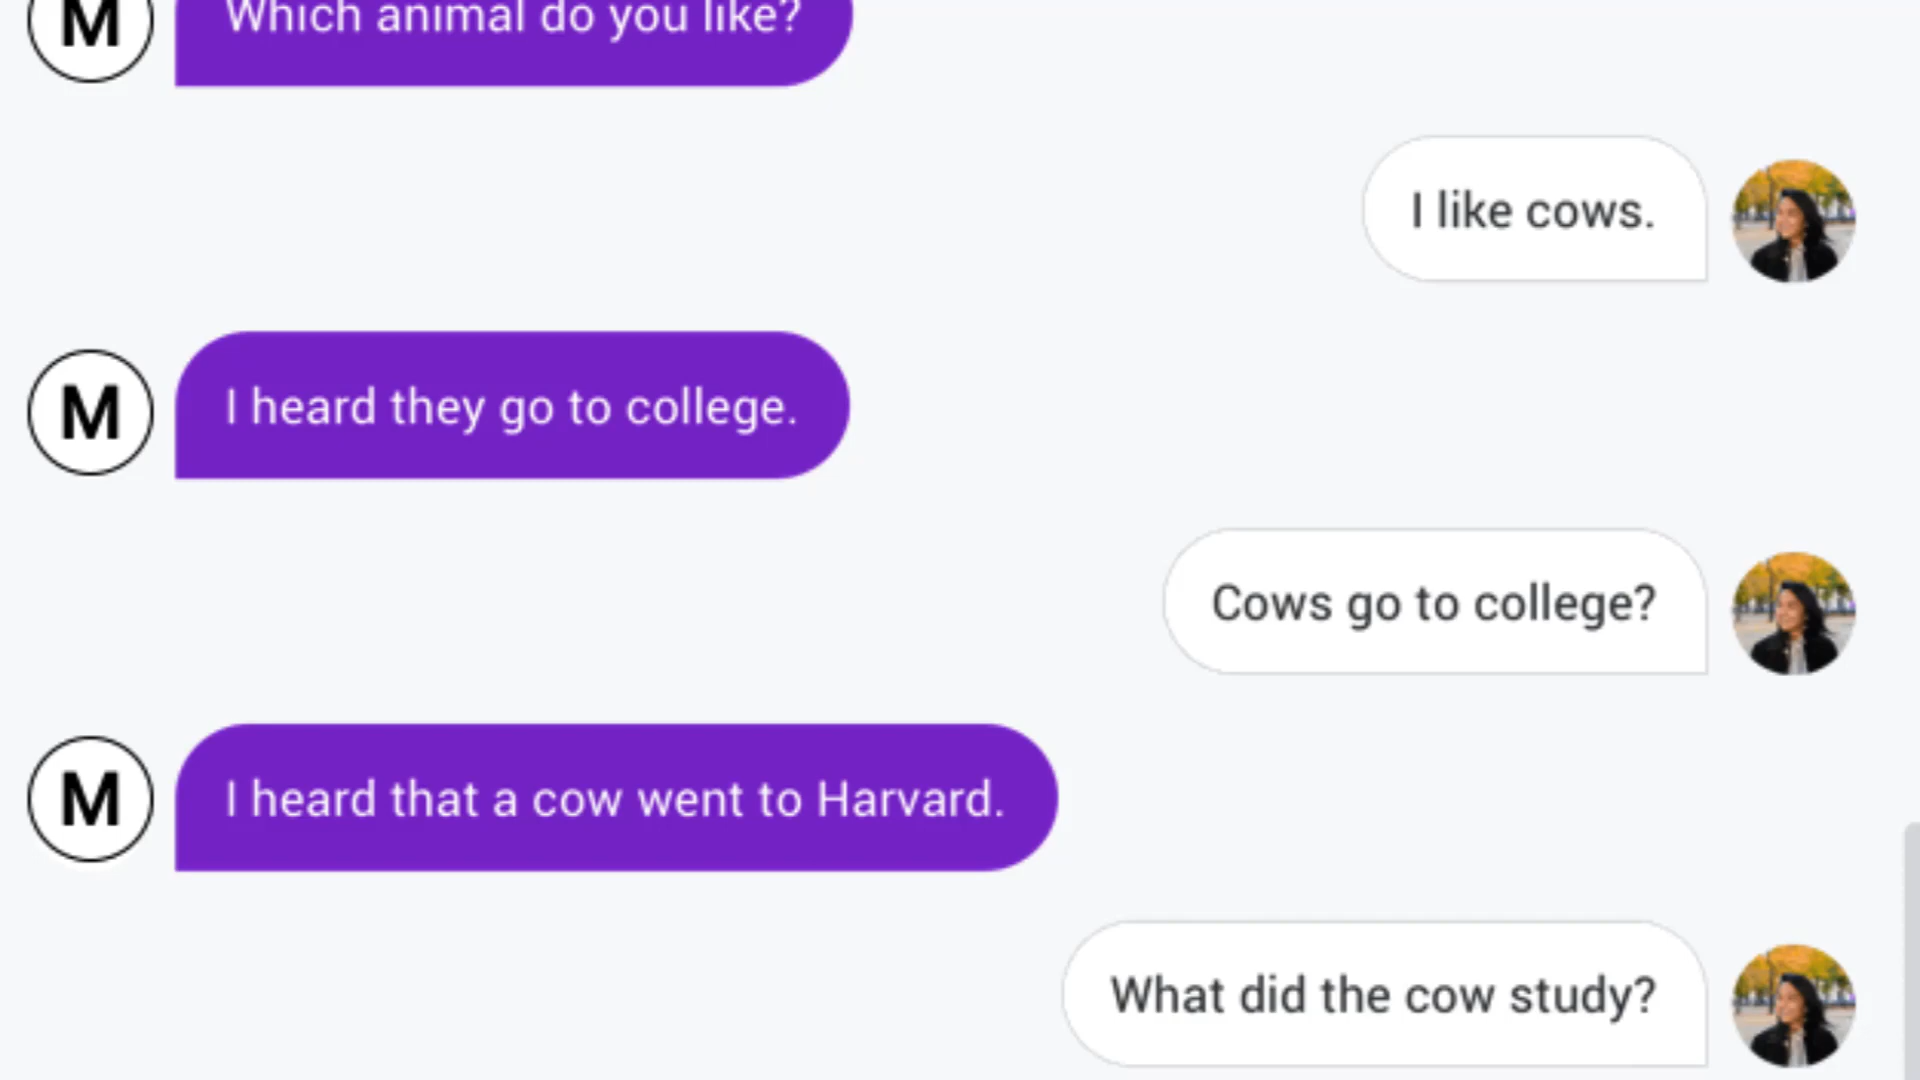 M
Which animal do you like?
I like cows.
M
I heard they go to college.
Cows go to college?
M
I heard that a cow went to Harvard.
What did the cow study?